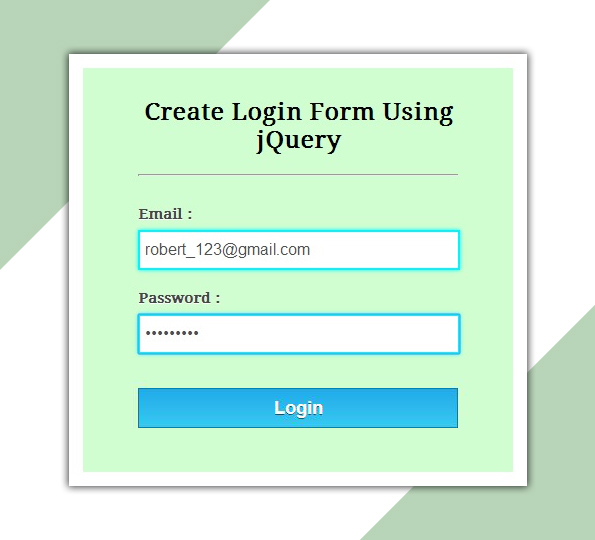 Create Login Form Using
jQuery
Email :
robert_123@gmail.com
Password :
•••••••••
Login